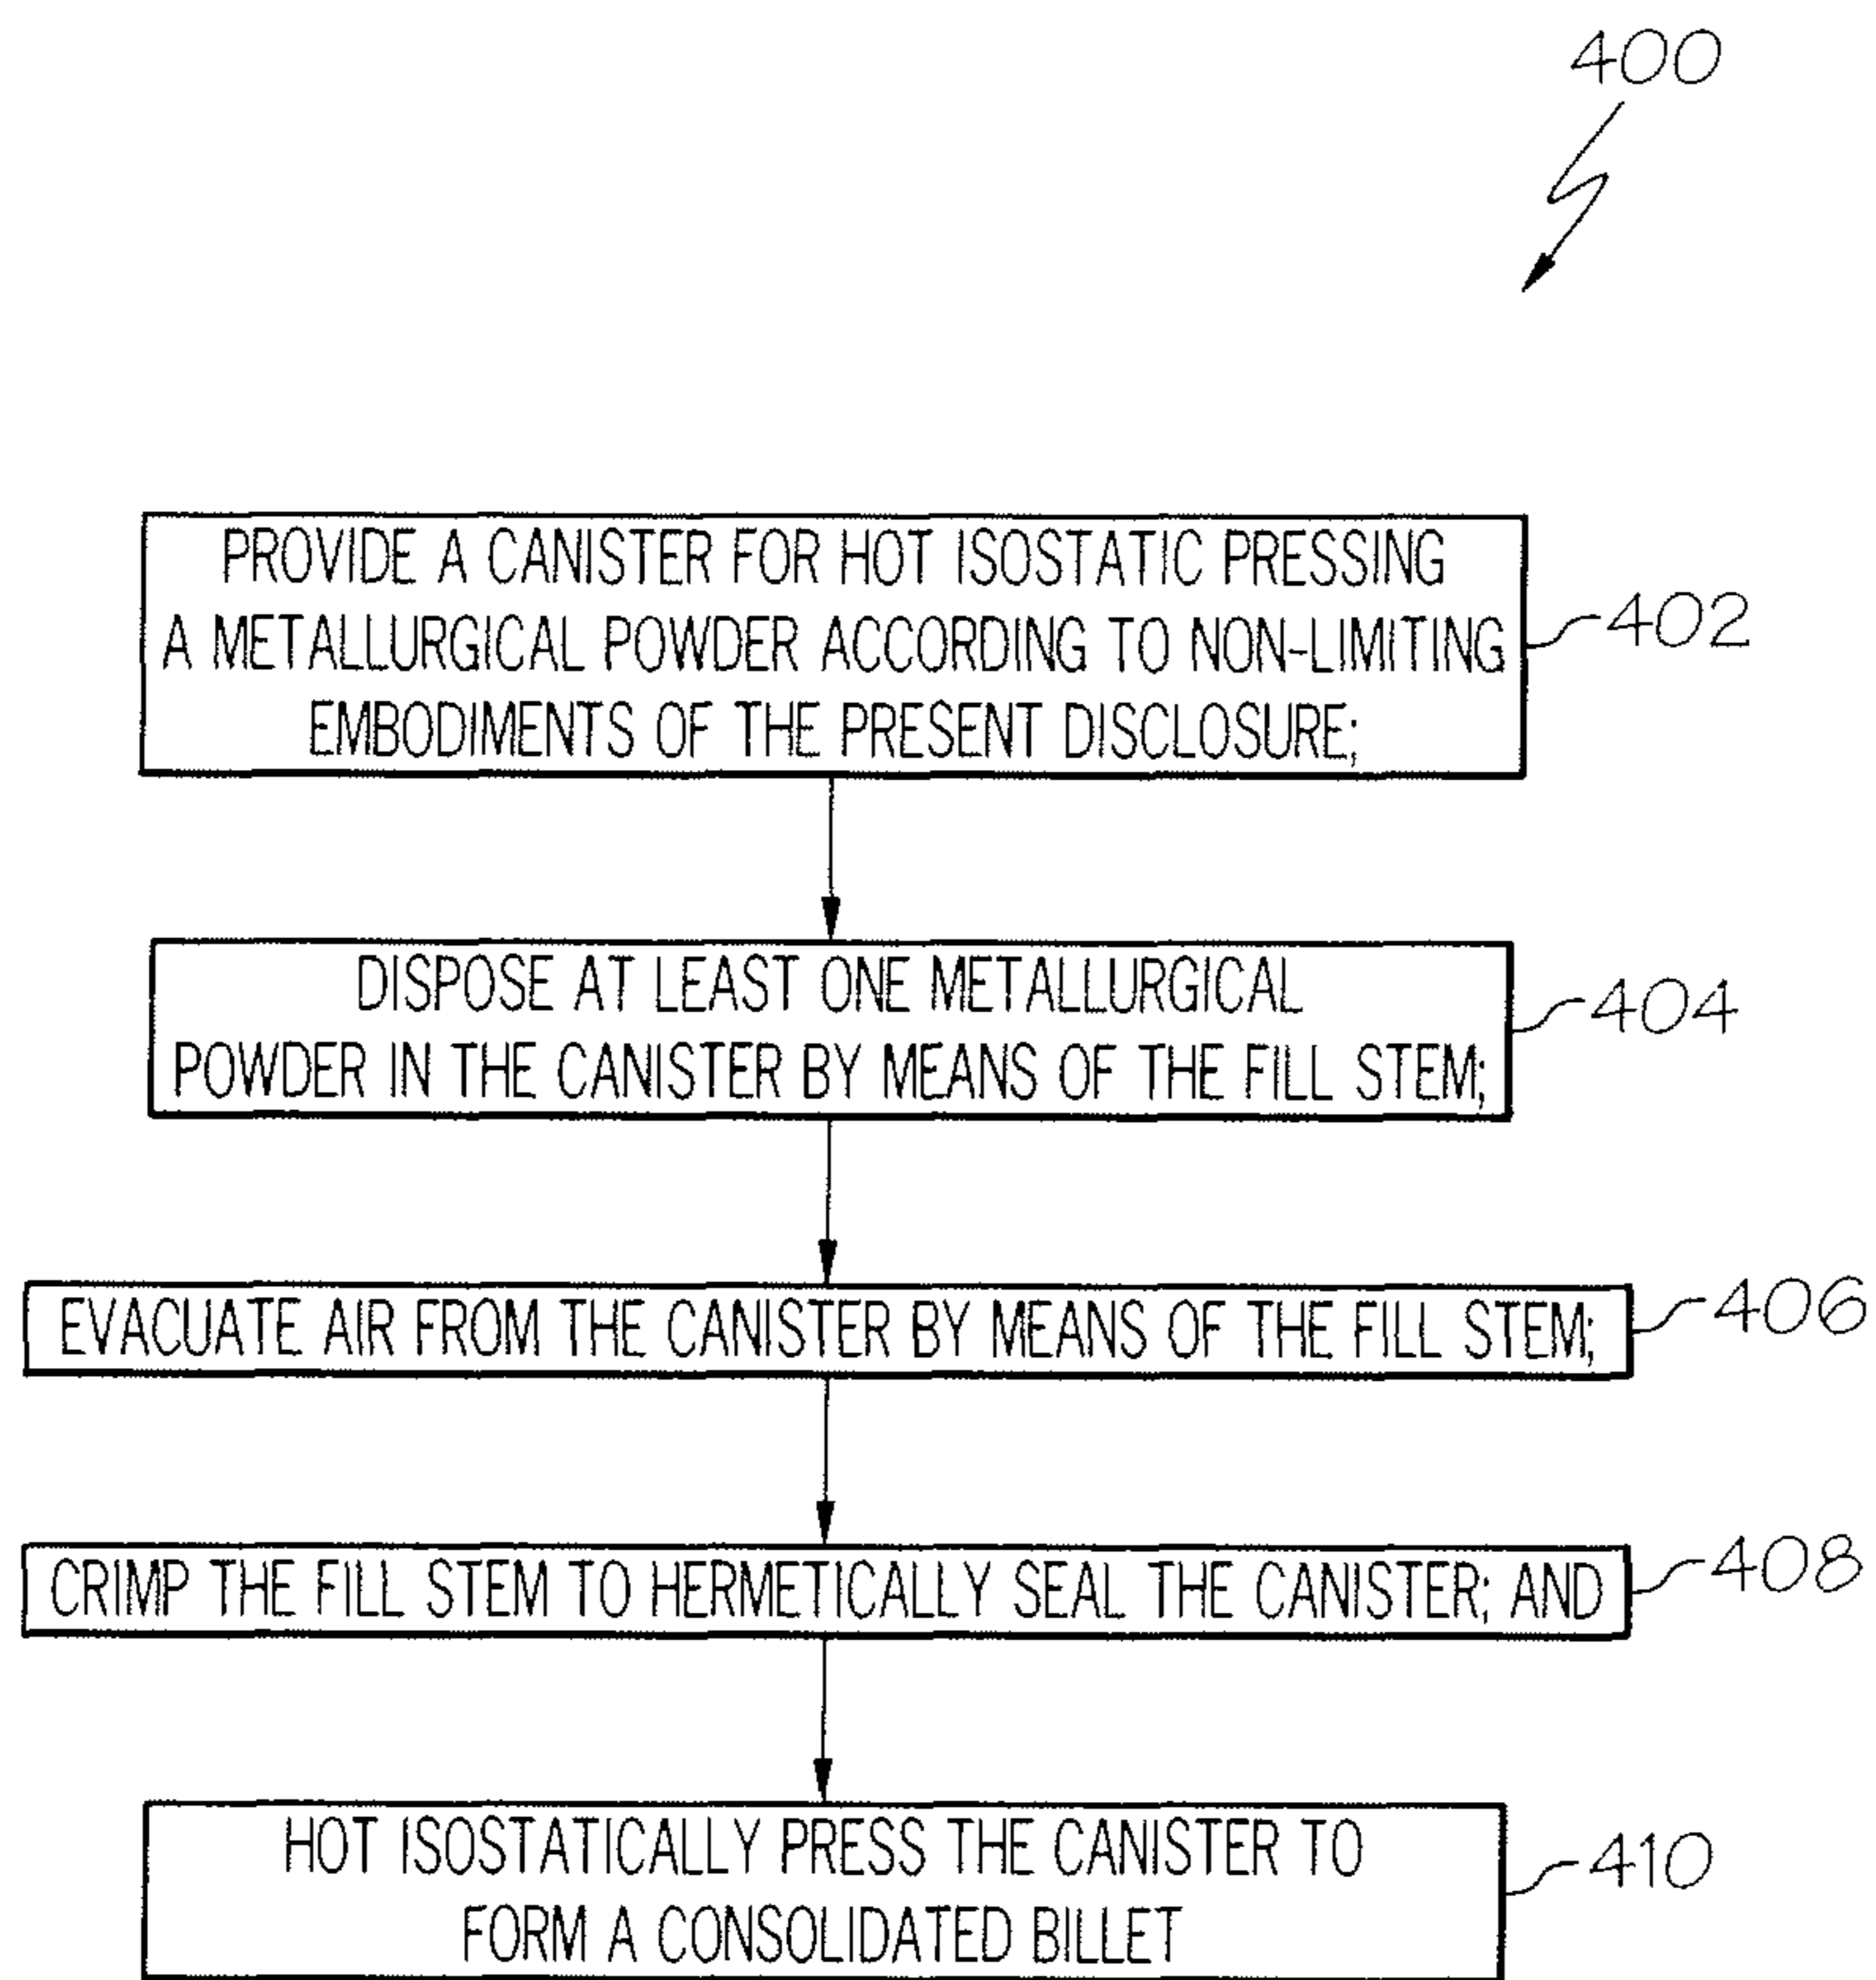 400
PROVIDE A CANISTER FOR HOT ISOSTATIC PRESSING
A METALLURGICAL POWDER ACCORDING TO NON-LIMITING
EMBODIMENTS OF THE PRESENT DISCLOSURE;
402
DISPOSE AT LEAST ONE METALLURGICAL
POWDER IN THE CANISTER BY MEANS OF THE FILL STEM;
404
EVACUATE AIR FROM THE CANISTER BY MEANS OF THE FILL STEM;
406
CRIMP THE FILL STEM TO HERMETICALLY SEAL THE CANISTER; AND
408
HOT ISOSTATICALLY PRESS THE CANISTER TO
FORM A CONSOLIDATED BILLET
410